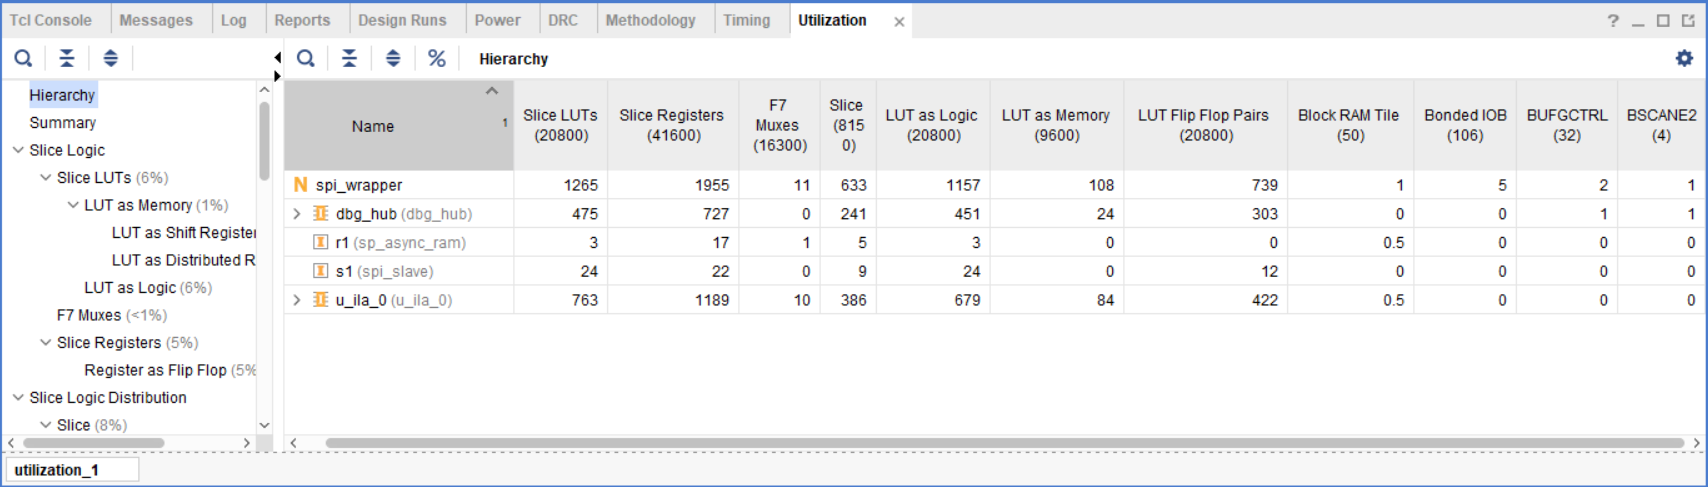 Tcl Console Messages Log Reports Design Runs Power DRC Methodology Timing Utilization × ?
% Hierarchy
Hierarchy
Summary
Slice Logic
Slice LUTs (6%)
LUT as Memory (1%)
LUT as Shift Register
LUT as Distributed R
LUT as Logic (6%)
F7 Muxes (<1%)
Slice Registers (5%)
Register as Flip Flop (5%
Slice Logic Distribution
Slice (8%)
Name 1 Slice LUTs (20800) Slice Registers (41600) F7 Muxes (16300) Slice (8150) LUT as Logic (20800) LUT as Memory (9600) LUT Flip Flop Pairs (20800) Block RAM Tile (50) Bonded IOB (106) BUFGCTRL (32) BSCANE2 (4)
N spi_wrapper 1265 1955 11 633 1157 108 739 1 5 2 1
dbg_hub (dbg_hub) 475 727 0 241 451 24 303 0 0 1 1
r1 (sp_async_ram) 3 17 1 5 3 0 0 0.5 0 0 0
s1 (spi_slave) 24 22 0 9 24 0 12 0 0 0 0
u_ila_0 (u_ila_0) 763 1189 10 386 679 84 422 0.5 0 0 0
utilization_1